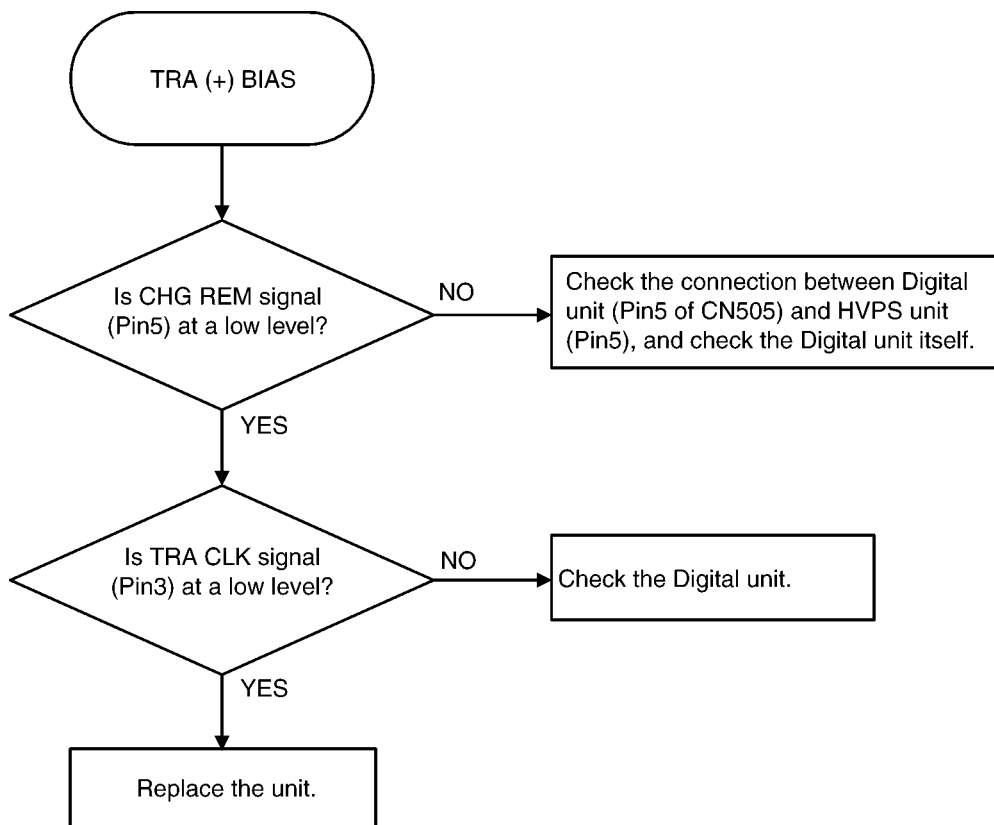 TRA (+) BIAS
Is CHG REM signal
(Pin5) at a low level?
NO
Check the connection between Digital
unit (Pin5 of CN505) and HVPS unit
(Pin5), and check the Digital unit itself.
YES
Is TRA CLK signal
(Pin3) at a low level?
NO
Check the Digital unit.
YES
Replace the unit.